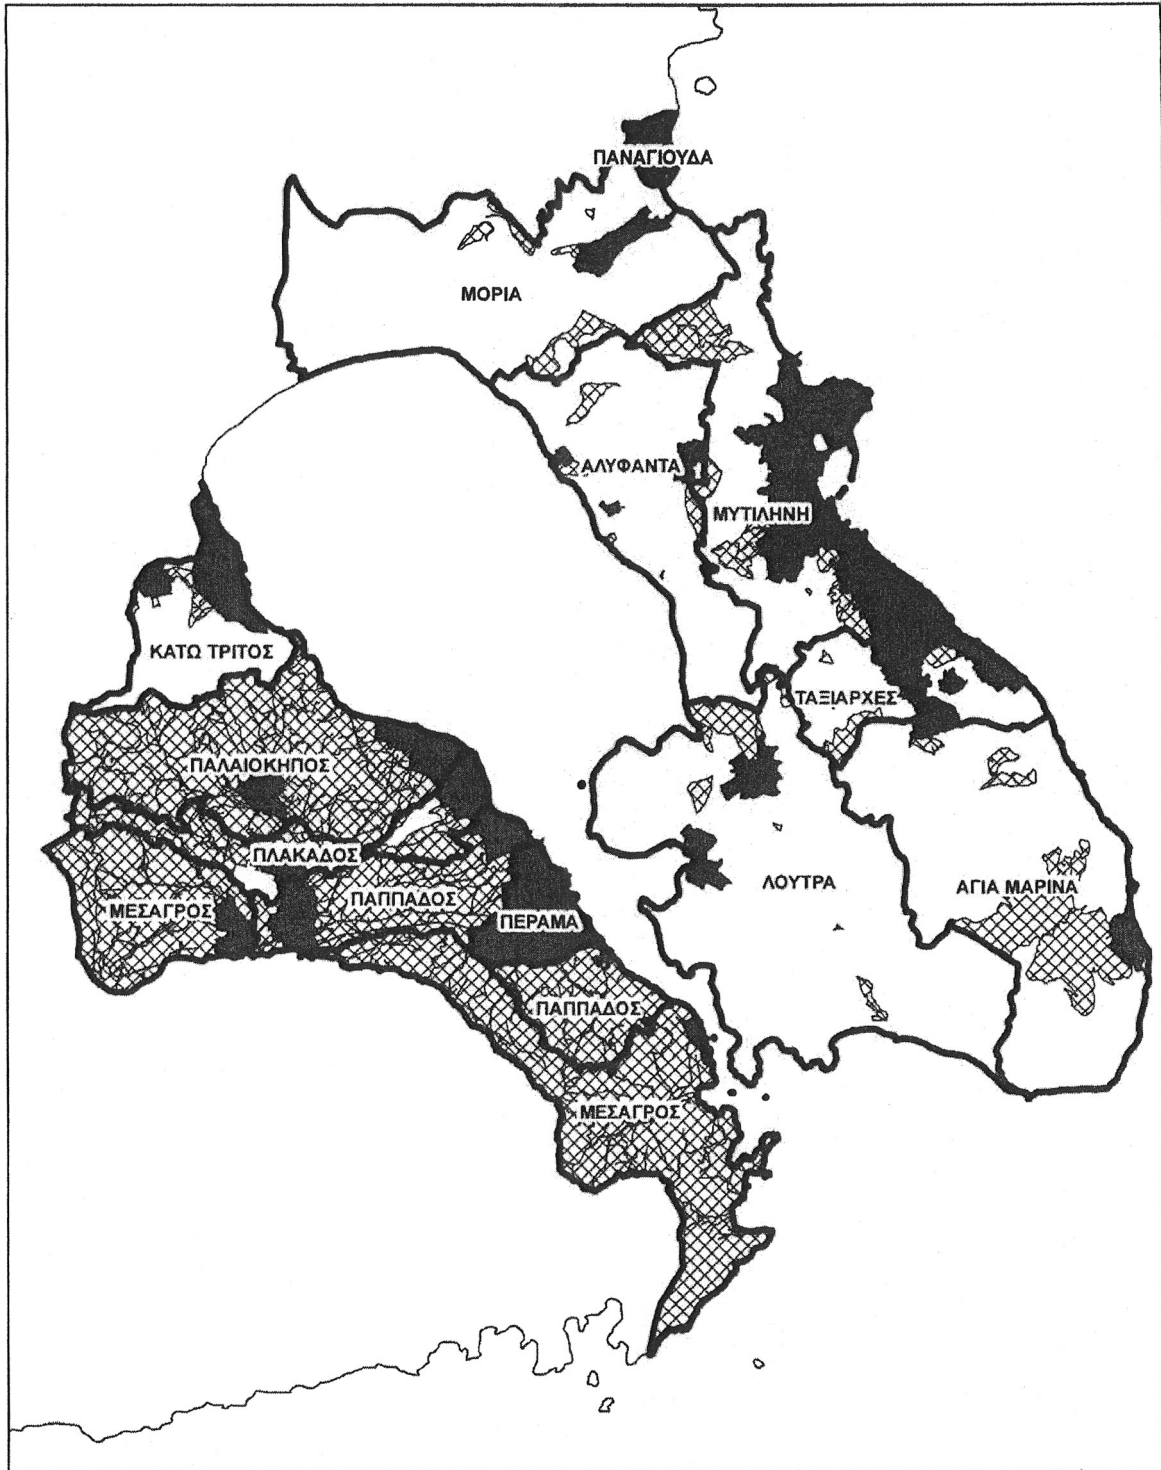 ΠΑΝΑΓΙΟΥΔΑ
ΜΟΡΙΑ
ΑΛΥΦΑΝΤΑ
ΜΥΤΙΛΗΝΗ
ΚΑΤΩ ΤΡΙΤΟΣ
ΤΑΞΙΑΡΧΕΣ
ΠΑΛΑΙΟΚΗΠΟΣ
ΠΛΑΚΑΔΟΣ
ΛΟΥΤΡΑ
ΑΓΙΑ ΜΑΡΙΝΑ
ΜΕΣΑΓΡΟΣ
ΠΑΠΠΑΔΟΣ
ΠΕΡΑΜΑ
ΠΑΠΠΑΔΟΣ
ΜΕΣΑΓΡΟΣ